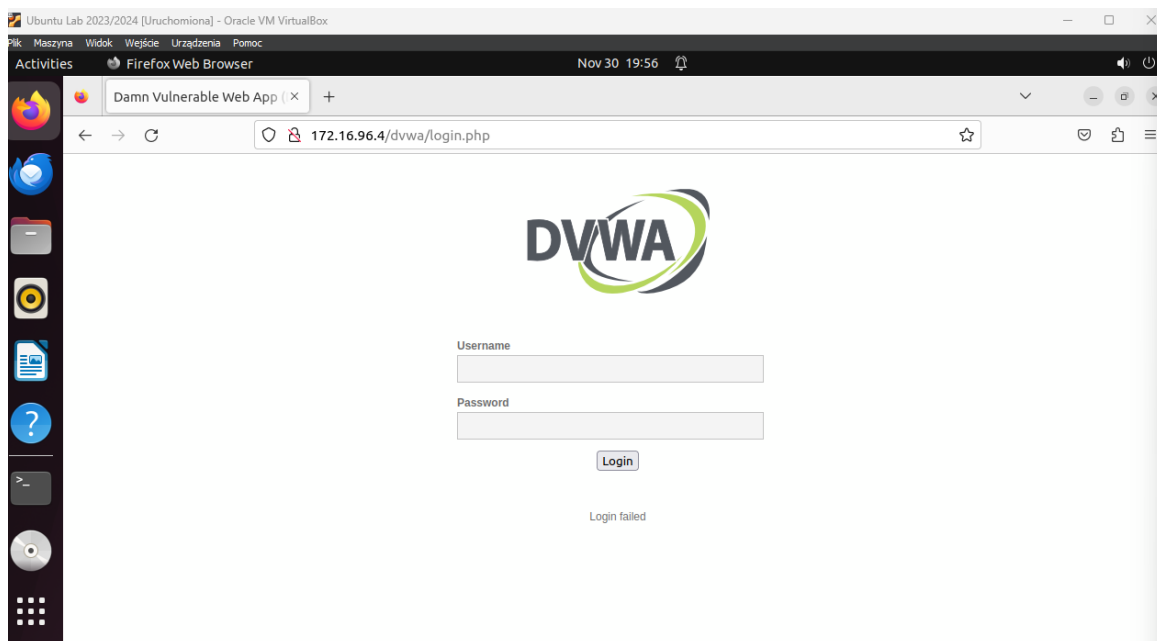 Ubuntu Lab 2023/2024 [Uruchomiona] - Oracle VM VirtualBox
Plik Maszyna Widok Wejście Urządzenia Pomoc
Activities Firefox Web Browser Nov 30 19:56
Damn Vulnerable Web App (
172.16.96.4/dvwa/login.php
DVWA
Username
Password
Login
Login failed